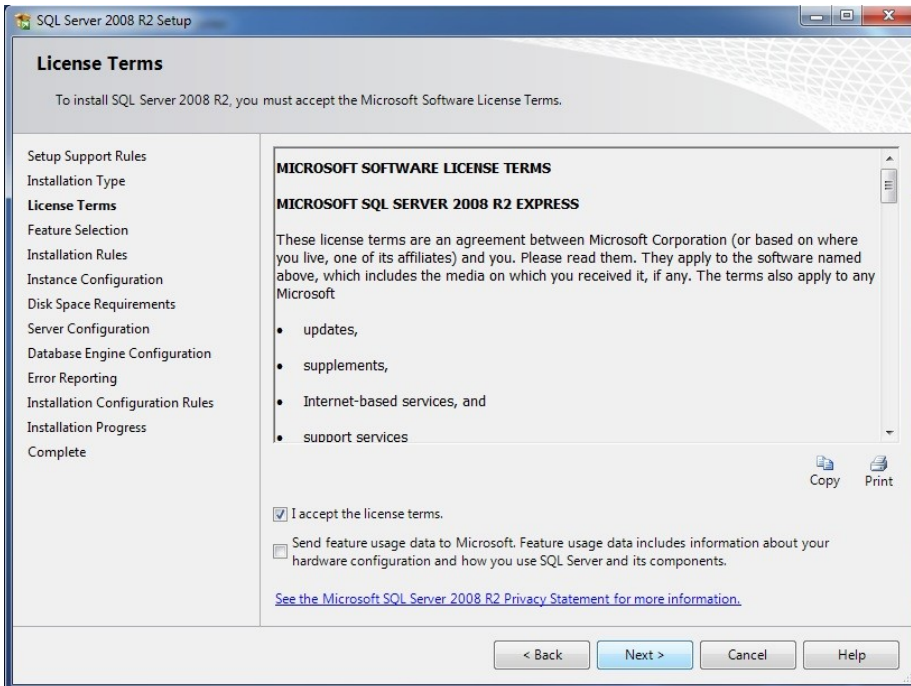 SQL Server 2008 R2 Setup
License Terms
To install SQL Server 2008 R2, you must accept the Microsoft Software License Terms.
Setup Support Rules
Installation Type
License Terms
Feature Selection
Installation Rules
Instance Configuration
Disk Space Requirements
Server Configuration
Database Engine Configuration
Error Reporting
Installation Configuration Rules
Installation Progress
Complete
MICROSOFT SOFTWARE LICENSE TERMS
MICROSOFT SQL SERVER 2008 R2 EXPRESS
These license terms are an agreement between Microsoft Corporation (or based on where
you live, one of its affiliates) and you. Please read them. They apply to the software named
above, which includes the media on which you received it, if any. The terms also apply to any
Microsoft
• updates,
• supplements,
• Internet-based services, and
• support services
Copy
Print
I accept the license terms.
Send feature usage data to Microsoft. Feature usage data includes information about your
hardware configuration and how you use SQL Server and its components.
See the Microsoft SQL Server 2008 R2 Privacy Statement for more information.
< Back
Next >
Cancel
Help